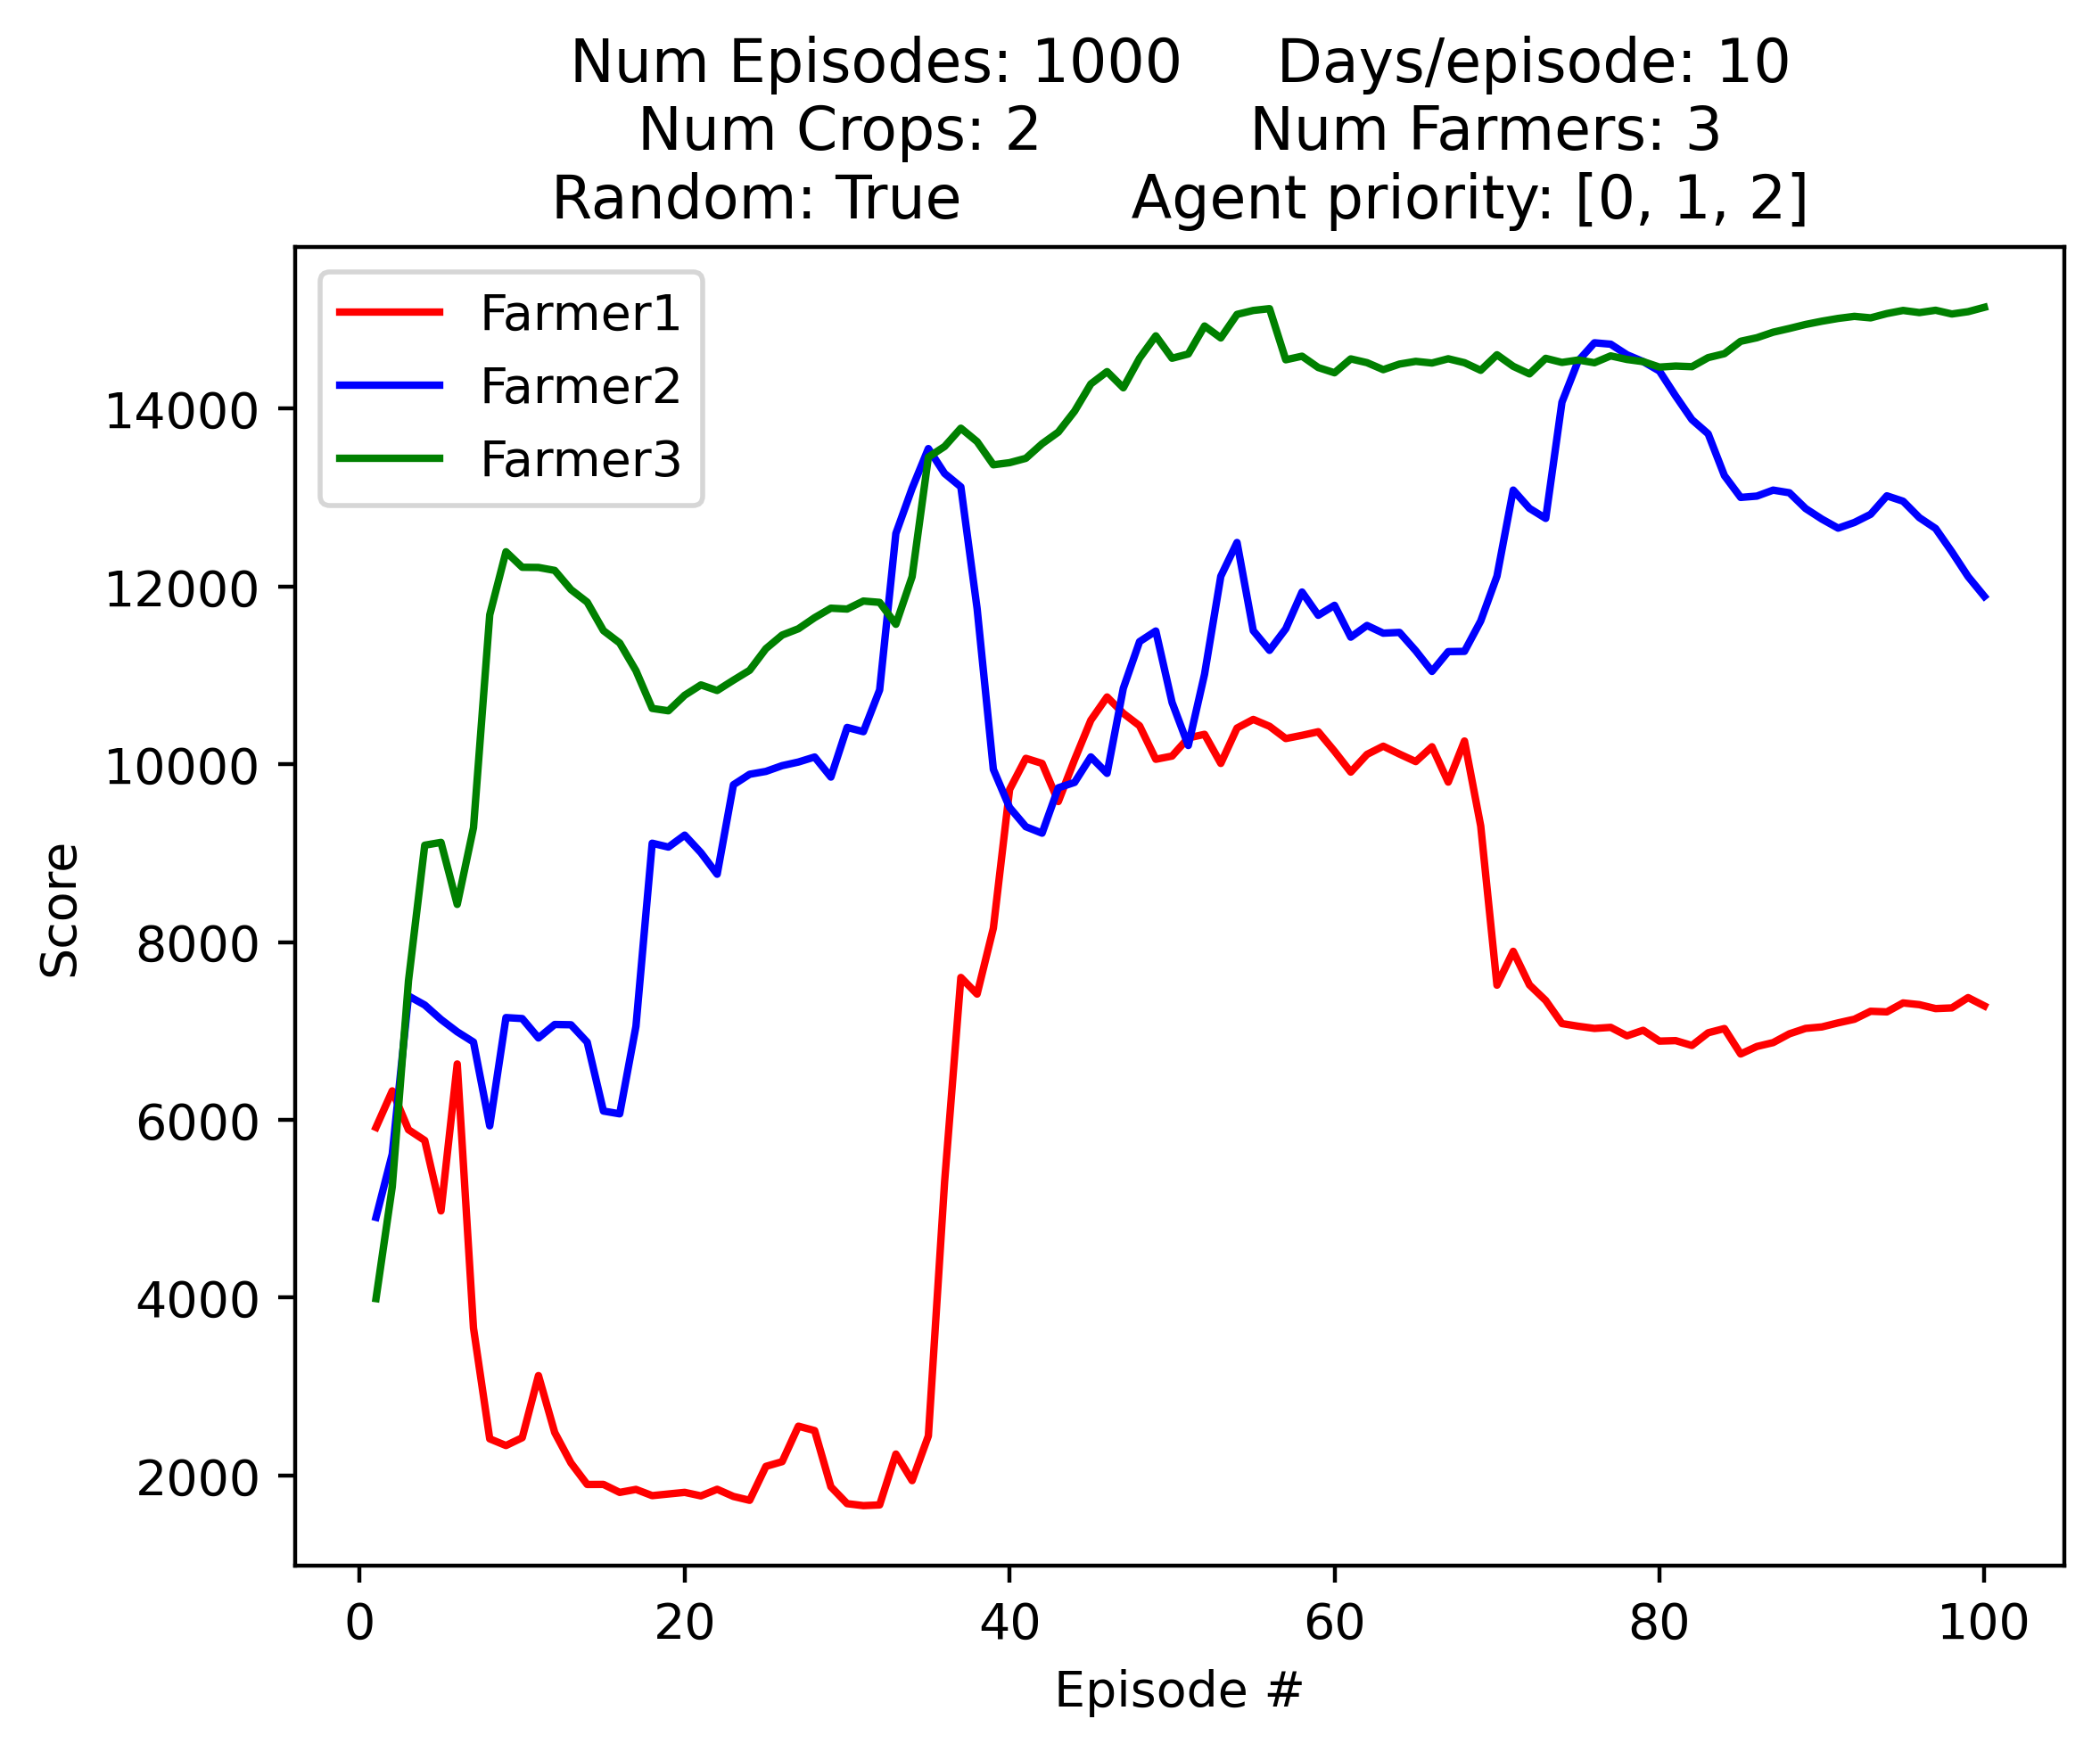 Num Episodes: 1000 Days/episode: 10
Num Crops: 2 Num Farmers: 3
Random: True Agent priority: [0, 1, 2]
Farmer1
Farmer2
Farmer3
14000
12000
10000
8000
6000
4000
2000
Score
0 20 40 60 80 100
Episode #